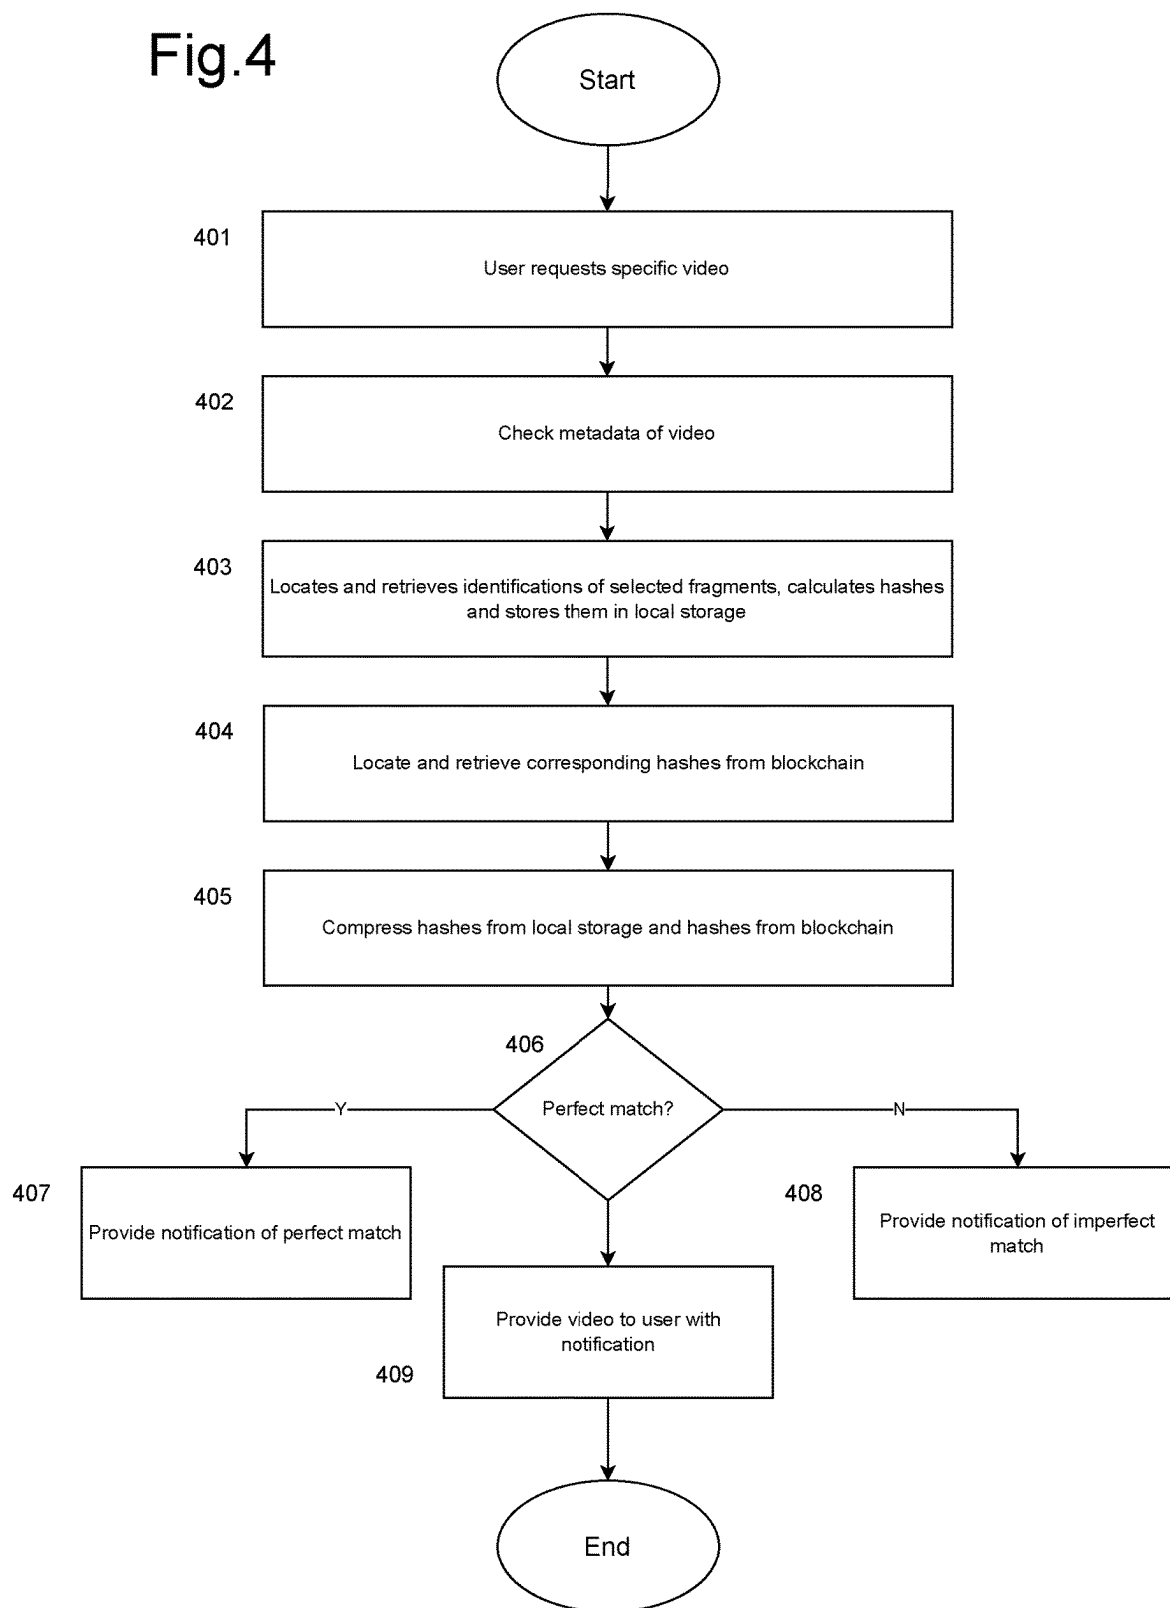 Fig.4
Start
401
User requests specific video
402
Check metadata of video
403
Locates and retrieves identifications of selected fragments, calculates hashes
and stores them in local storage
404
Locate and retrieve corresponding hashes from blockchain
405
Compress hashes from local storage and hashes from blockchain
406
Perfect match?
Y
N
407
Provide notification of perfect match
408
Provide notification of imperfect
match
Provide video to user with
notification
409
End